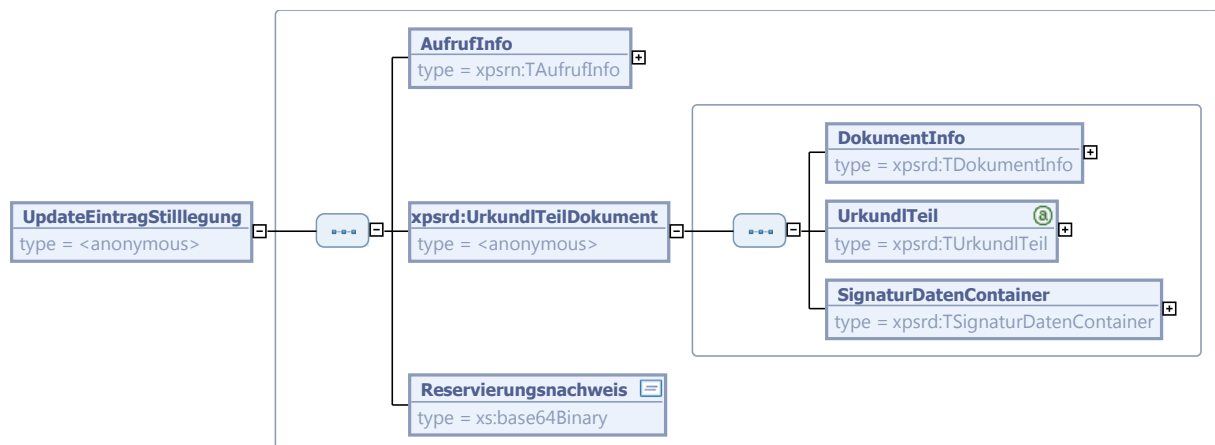 AufrufInfo
type = xpsrn:TAufrufInfo
DokumentInfo
type = xpsrd:TDokumentInfo
UpdateEintragStilllegung
type = <anonymous>
xpsrd:UrkundlTeilDokument
type = <anonymous>
UrkundlTeil
a
type = xpsrd:TUrkundlTeil
SignaturDatenContainer
type = xpsrd:TSignaturDatenContainer
Reservierungsnachweis
type = xs:base64Binary